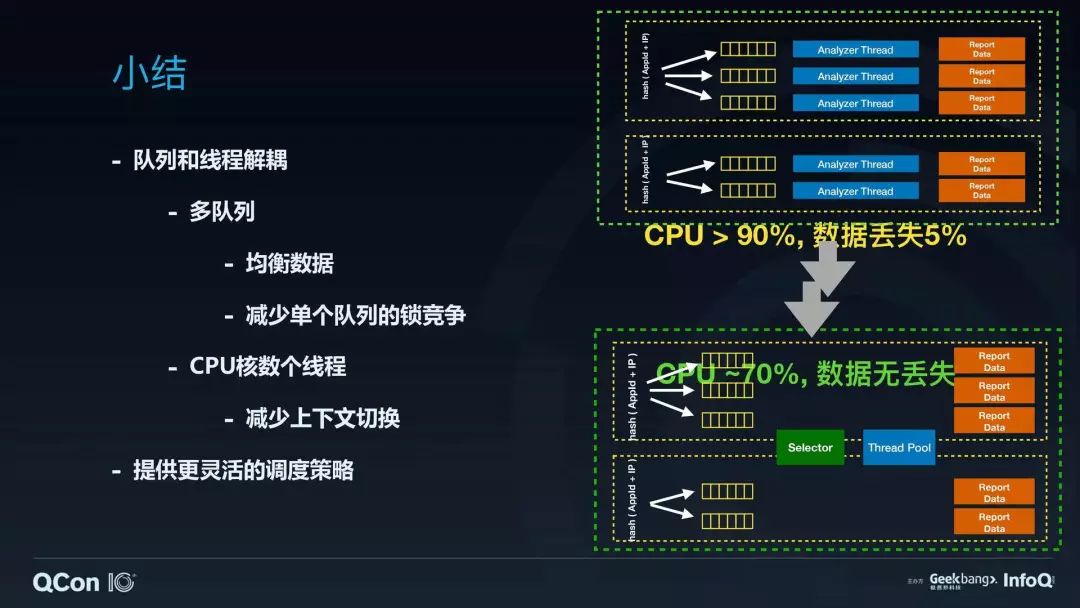 小结
- 队列和线程解耦
- 多队列
- 均衡数据
- 减少单个队列的锁竞争
- CPU核数个线程
- 减少上下文切换
- 提供更灵活的调度策略
hash ( AppId + IP)
Analyzer Thread
Report
Data
Analyzer Thread
Report
Data
Analyzer Thread
Report
Data
hash ( AppId + IP )
Analyzer Thread
Report
Data
Analyzer Thread
Report
Data
CPU > 90%, 数据丢失5%
CPU ~70%, 数据无丢失
hash ( AppId + IP )
Report
Data
Report
Data
Report
Data
Selector
Thread Pool
hash ( AppId + IP )
Report
Data
Report
Data
QCon 10
主办方 Geekbang>. InfoQ
极客邦科技